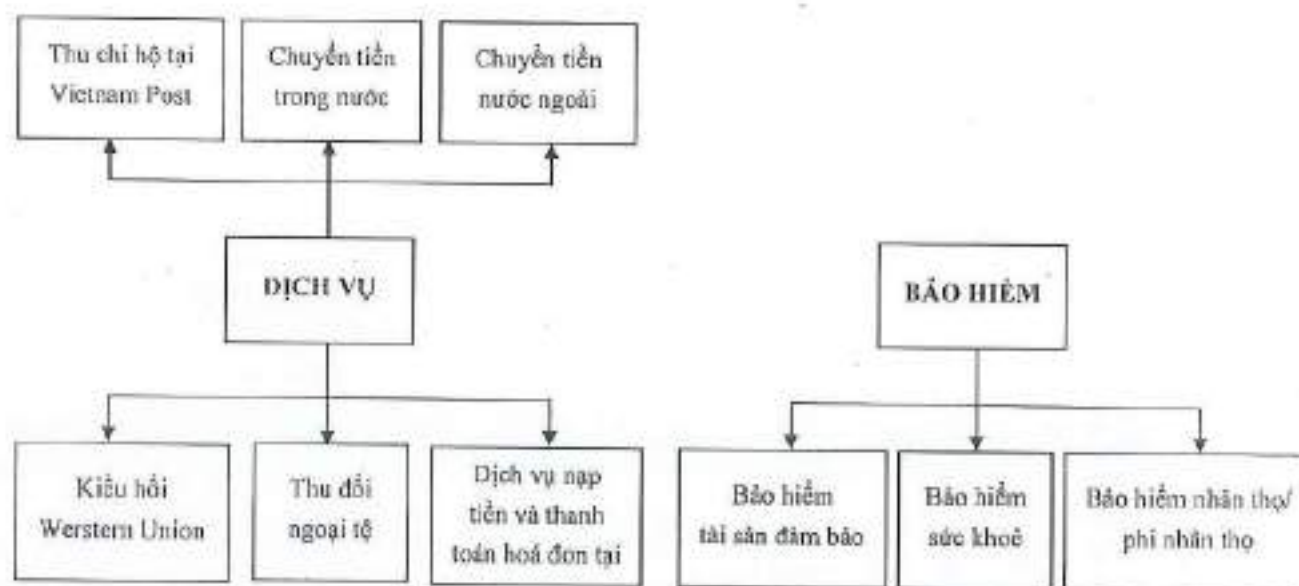 Thu chi hộ tại
Vietnam Post
Chuyển tiền
trong nước
Chuyển tiền
nước ngoài
DỊCH VỤ
BẢO HIỂM
Kiều hối
Werstern Union
Thu đổi
ngoại tệ
Dịch vụ nạp
tiền và thanh
toán hoá đơn tại
Bảo hiểm
tài sản đảm bảo
Bảo hiểm
sức khoẻ
Bảo hiểm nhân thọ/
phi nhân thọ